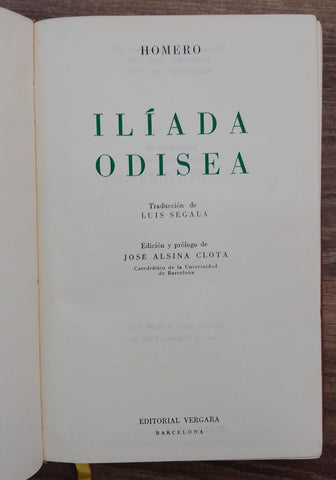 HOMERO
ILÍADA
ODISEA
Traducción de
LUIS SEGALA
Edición y prólogo de
JOSÉ ALSINA CLOTA
Catedrático de la Universidad
de Barcelona
EDITORIAL VERGARA
BARCELONA